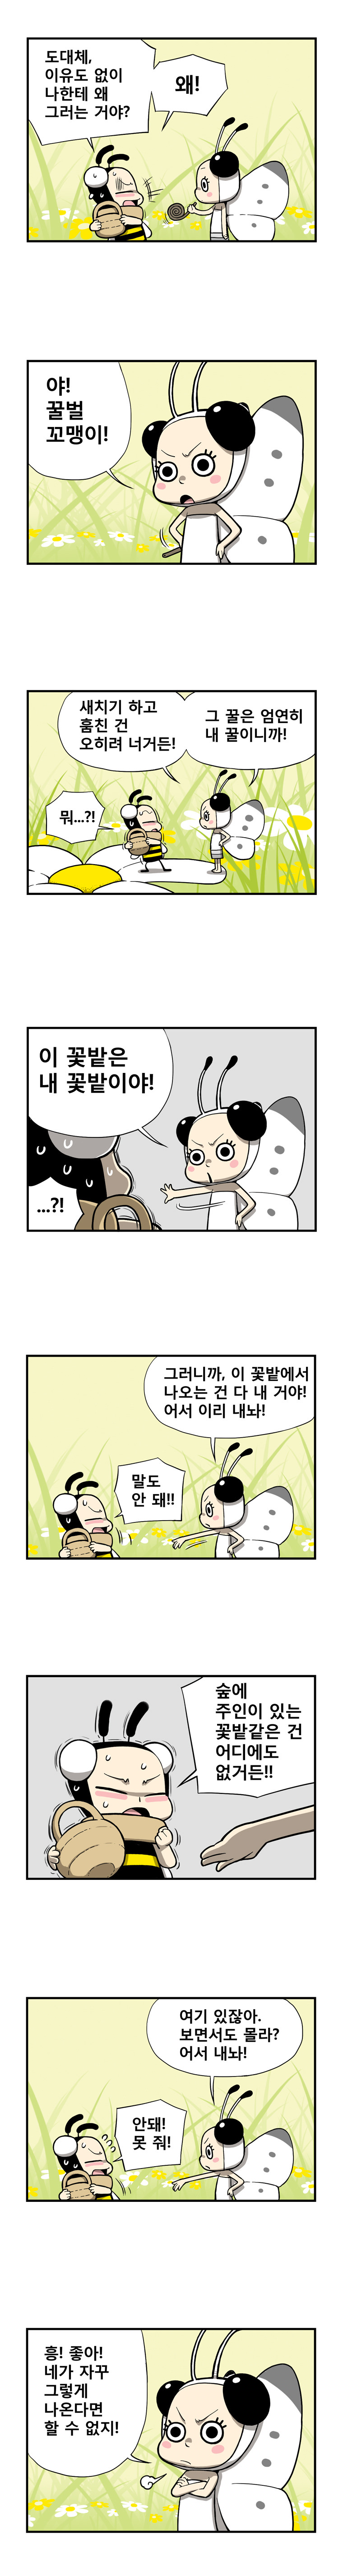 도대체,
이유도 없이
나한테 왜
그러는 거야?
왜!
야!
꿀벌
꼬맹이!
새치기 하고
훔친 건
오히려 너거든!
그 꿀은 엄연히
내 꿀이니까!
뭐...?!
이 꽃밭은
내 꽃밭이야!
...?!
그러니까, 이 꽃밭에서
나오는 건 다 내 거야!
어서 이리 내놔!
말도
안 돼!!
숲에
주인이 있는
꽃밭같은 건
어디에도
없거든!!
여기 있잖아.
보면서도 몰라?
어서 내놔!
안돼!
못 줘!
흥! 좋아!
네가 자꾸
그렇게
나온다면
할 수 없지!